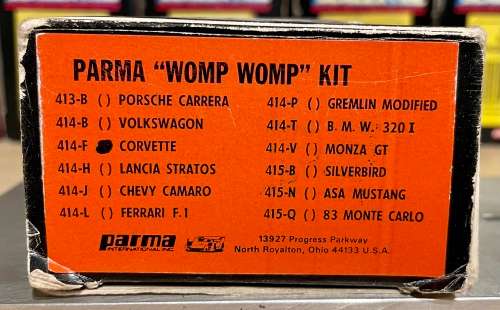 PARMA "WOMP WOMP" KIT
413-B ( ) PORSCHE CARRERA
414-B ( ) VOLKSWAGON
414-F ( ) CORVETTE
414-H ( ) LANCIA STRATOS
414-J ( ) CHEVY CAMARO
414-L ( ) FERRARI F.1
414-P ( ) GREMLIN MODIFIED
414-T ( ) B.M.W. 320 I
414-V ( ) MONZA GT
415-B ( ) SILVERBIRD
415-N ( ) ASA MUSTANG
415-Q ( ) 83 MONTE CARLO
parma
INTERNATIONAL INC.
13927 Progress Parkway
North Royalton, Ohio 44133 U.S.A.